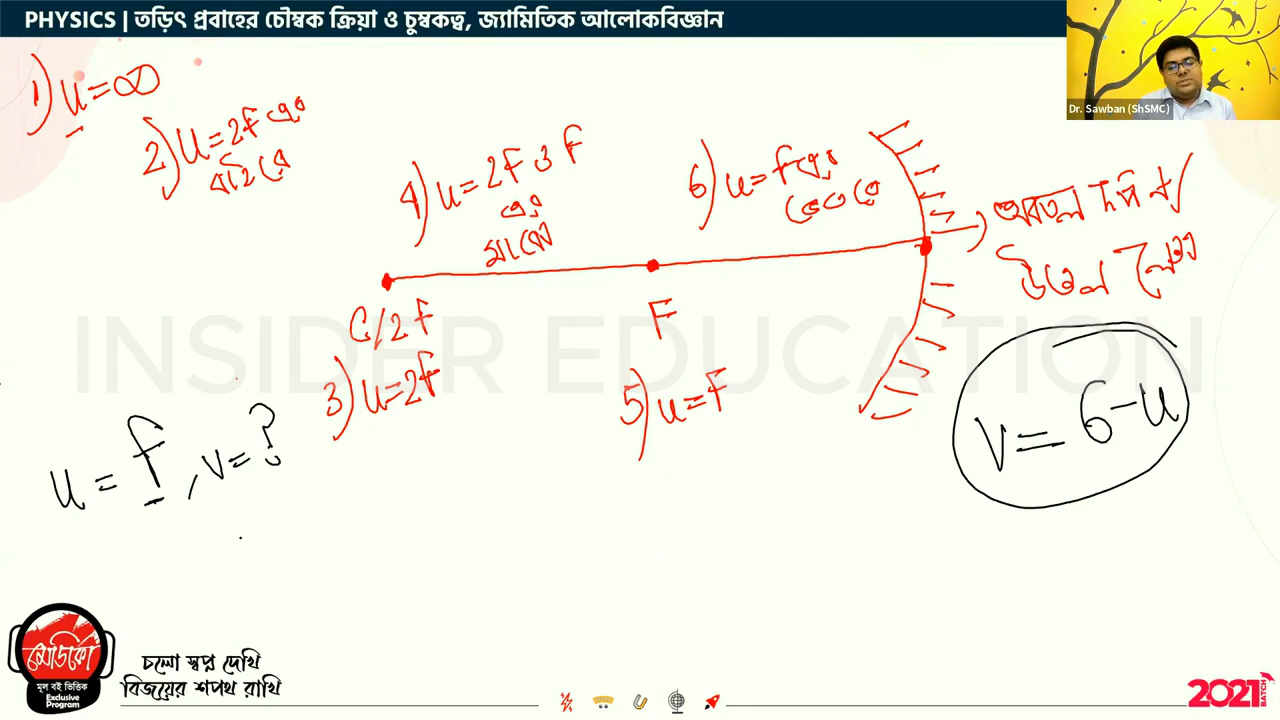 PHYSICS | তড়িৎ প্রবাহের চৌম্বক ক্রিয়া ও চুম্বকত্ব, জ্যামিতিক আলোকবিজ্ঞান
Dr. Sawban (ShSMC)
1) u=∞
2) u=2f এর
বাইরে
4) u=2f ও f
এর
মাঝে
6) u=f এর
ভেতরে
অবতল দর্পণ/
উত্তল লেন্স
C/2f
F
3) u=2f
5) u=F
INSIDER EDUCATION
u=f, v=?
v=6-u
মেডিকো
মূল বই ভিত্তিক
Exclusive
Program
চলো স্বপ্ন দেখি
বিজয়ের শপথ রাখি
2021 BATCH